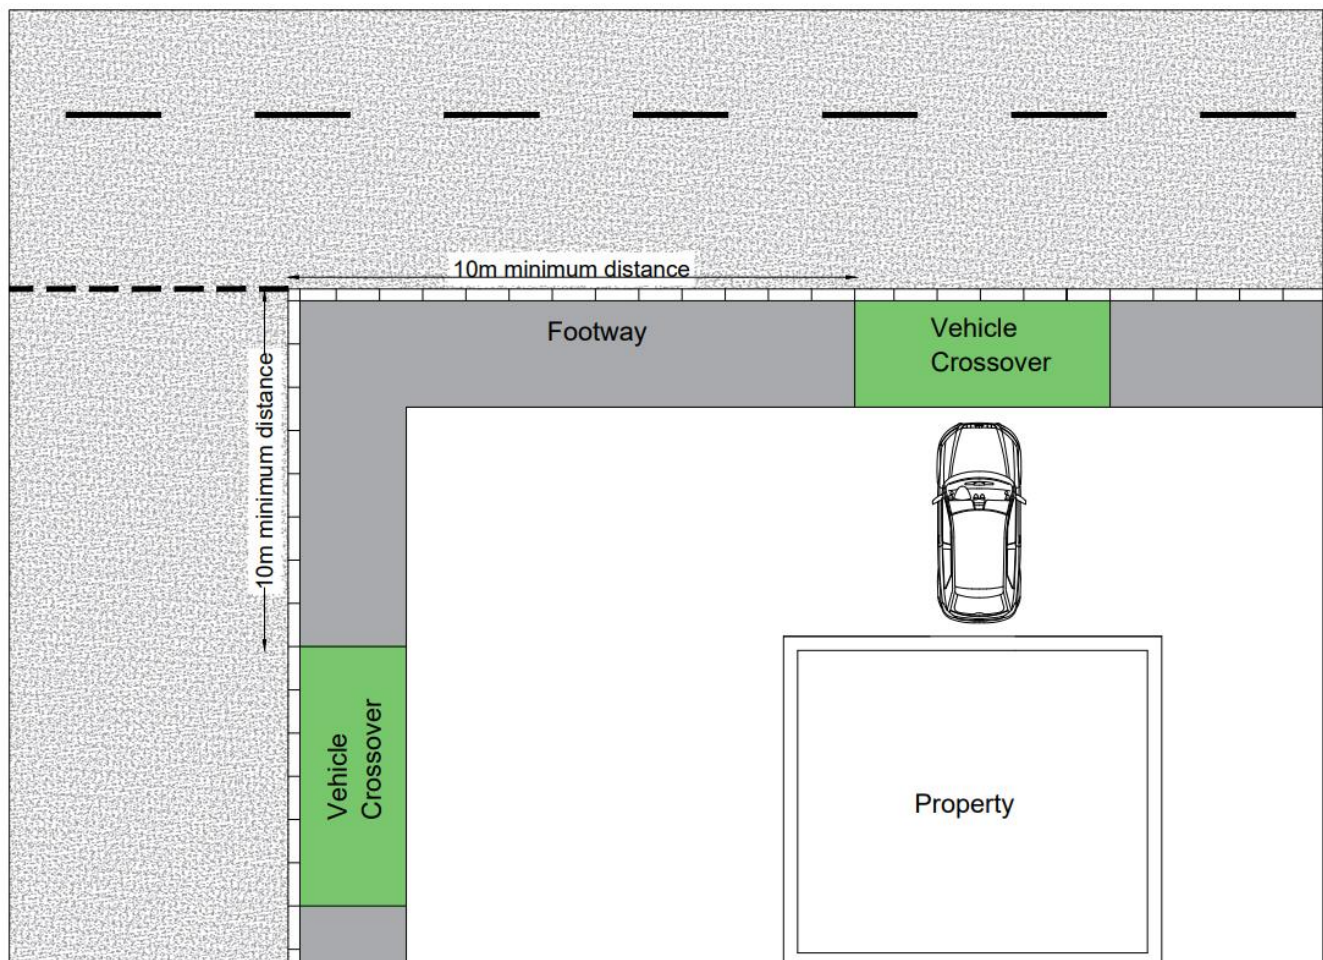 10m minimum distance
Footway
Vehicle
Crossover
10m minimum distance
Vehicle
Crossover
Property